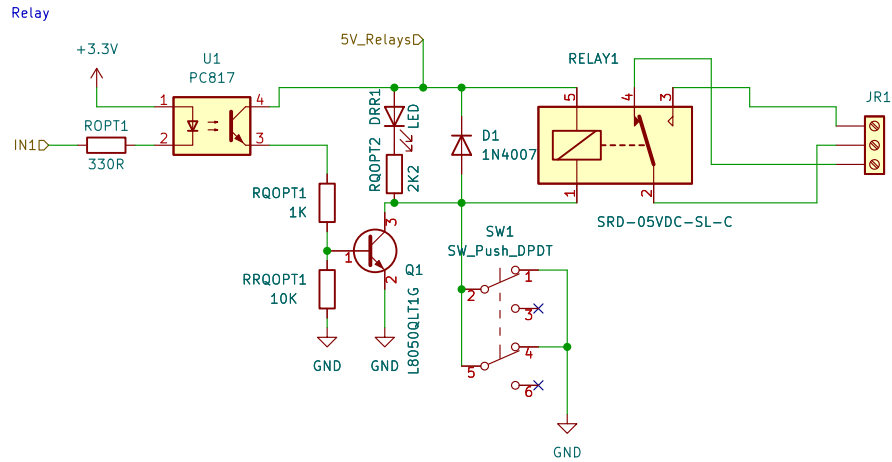 Relay
+3.3V
5V_Relays
U1
PC817
RELAY1
1
4
2
3
ROPT1
330R
IN1
DRR1
LED
RQOPT2
2K2
D1
1N4007
5
4
3
1
2
SRD-05VDC-SL-C
JR1
RQOPT1
1K
RRQOPT1
10K
3
1
2
Q1
L8050QLT1G
SW1
SW_Push_DPDT
1
2
3
4
5
6
GND
GND
GND